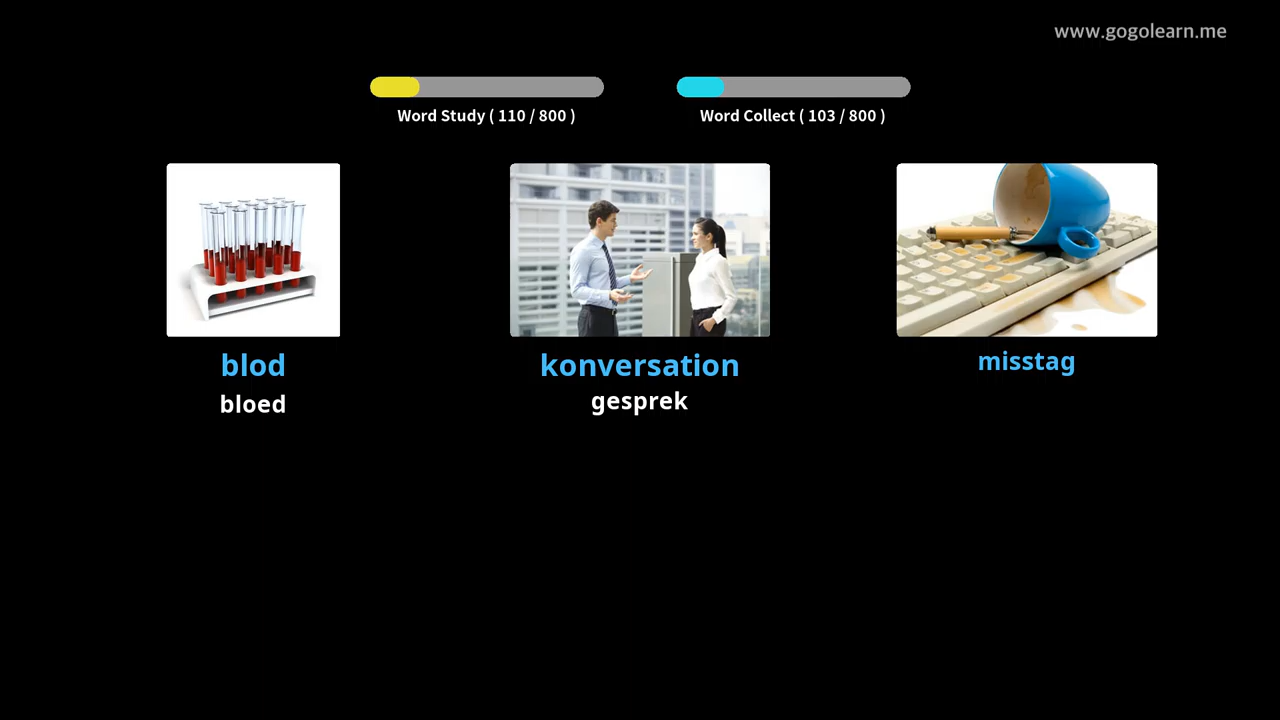 www.gogolearn.me
Word Study ( 110 / 800 )
Word Collect ( 103 / 800 )
blod
konversation
misstag
bloed
gesprek